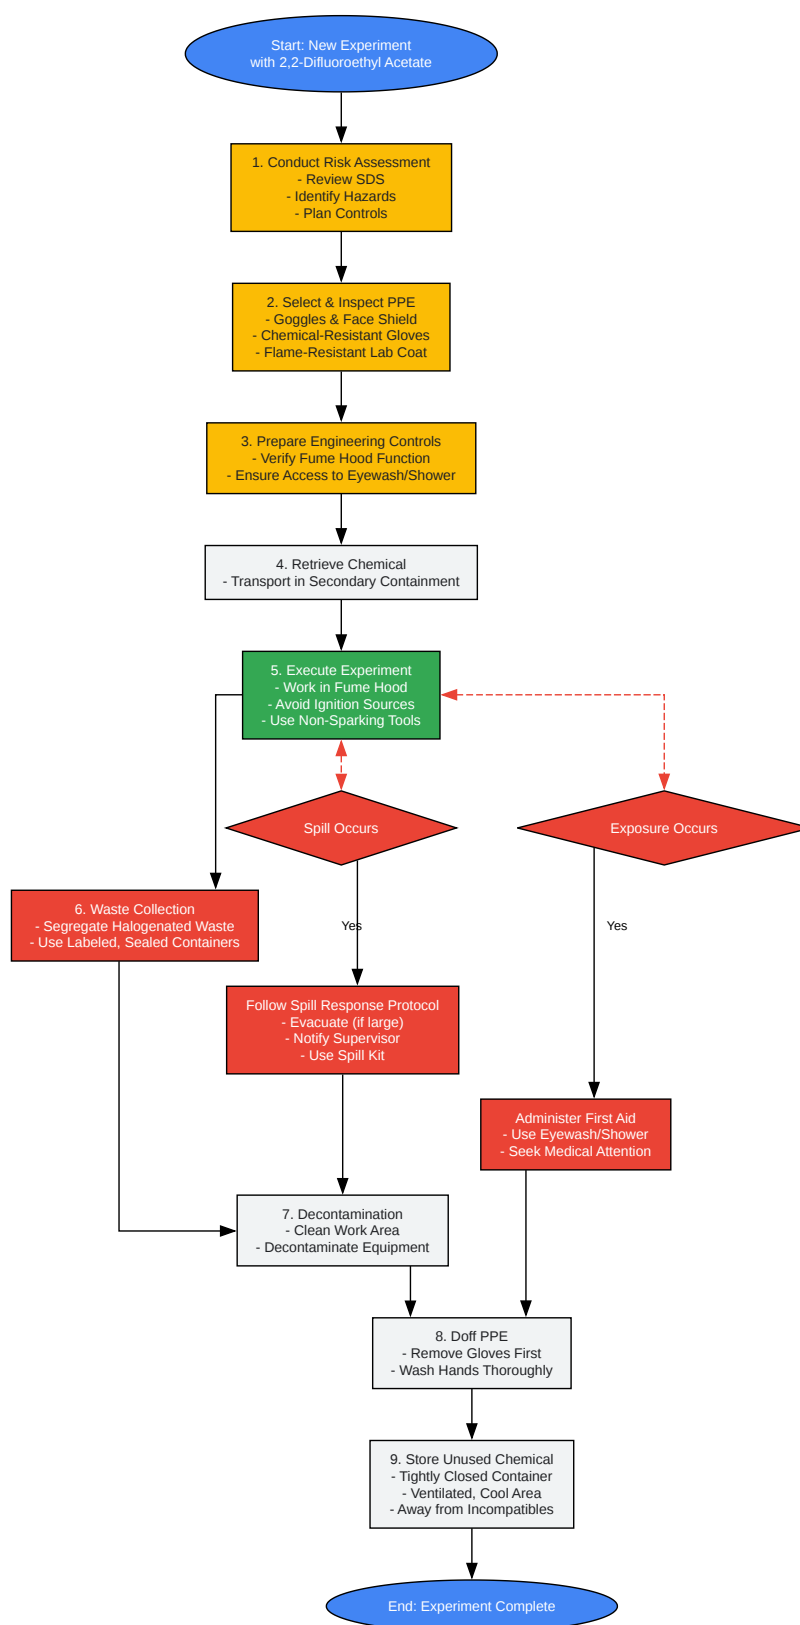 Start: New Experiment
with 2,2-Difluoroethyl Acetate
1. Conduct Risk Assessment
- Review SDS
- Identify Hazards
- Plan Controls
2. Select & Inspect PPE
- Goggles & Face Shield
- Chemical-Resistant Gloves
- Flame-Resistant Lab Coat
3. Prepare Engineering Controls
- Verify Fume Hood Function
- Ensure Access to Eyewash/Shower
4. Retrieve Chemical
- Transport in Secondary Containment
5. Execute Experiment
- Work in Fume Hood
- Avoid Ignition Sources
- Use Non-Sparking Tools
Spill Occurs
Exposure Occurs
6. Waste Collection
- Segregate Halogenated Waste
- Use Labeled, Sealed Containers
Yes
Yes
Follow Spill Response Protocol
- Evacuate (if large)
- Notify Supervisor
- Use Spill Kit
Administer First Aid
- Use Eyewash/Shower
- Seek Medical Attention
7. Decontamination
- Clean Work Area
- Decontaminate Equipment
8. Doff PPE
- Remove Gloves First
- Wash Hands Thoroughly
9. Store Unused Chemical
- Tightly Closed Container
- Ventilated, Cool Area
- Away from Incompatibles
End: Experiment Complete